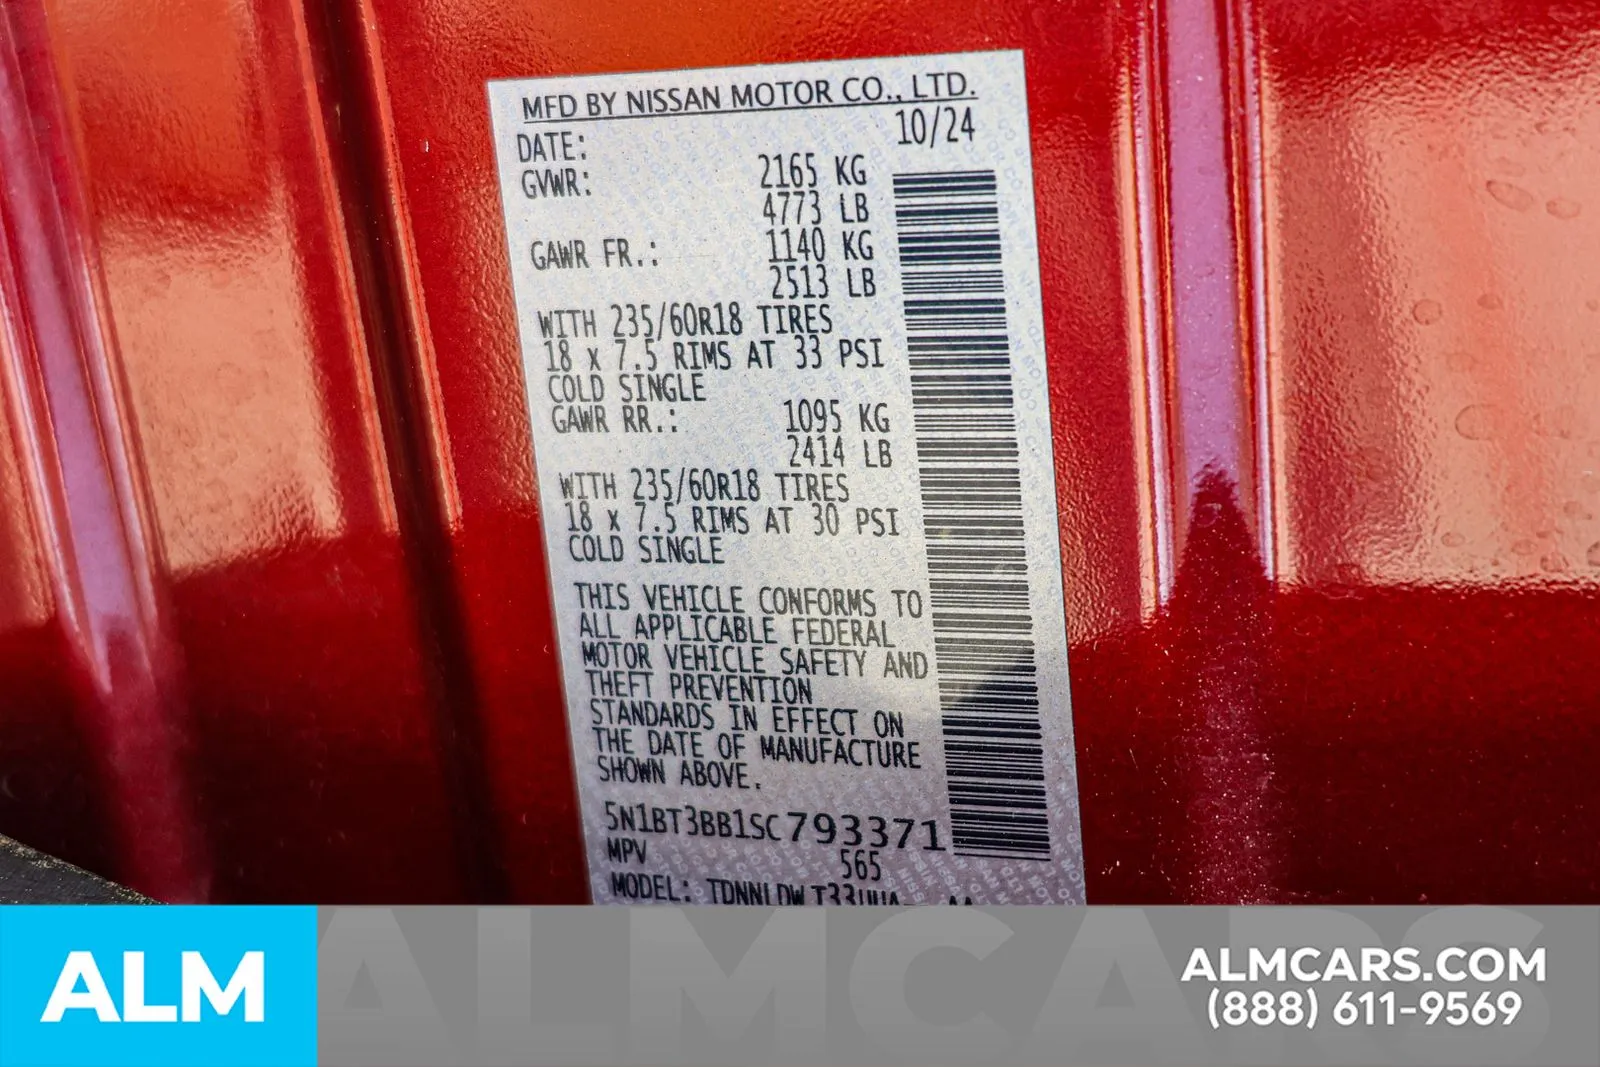 MFD BY NISSAN MOTOR CO., LTD.
DATE: 10/24
GVWR: 2165 KG
4773 LB
GAWR FR.: 1140 KG
2513 LB
WITH 235/60R18 TIRES
18 x 7.5 RIMS AT 33 PSI
COLD SINGLE
GAWR RR.: 1095 KG
2414 LB
WITH 235/60R18 TIRES
18 x 7.5 RIMS AT 30 PSI
COLD SINGLE
THIS VEHICLE CONFORMS TO
ALL APPLICABLE FEDERAL
MOTOR VEHICLE SAFETY AND
THEFT PREVENTION
STANDARDS IN EFFECT ON
THE DATE OF MANUFACTURE
SHOWN ABOVE.
5N1BT3BB1SC793371
MPV 565
MODEL:
ALM
ALMCARS
ALMCARS.COM
(888) 611-9569